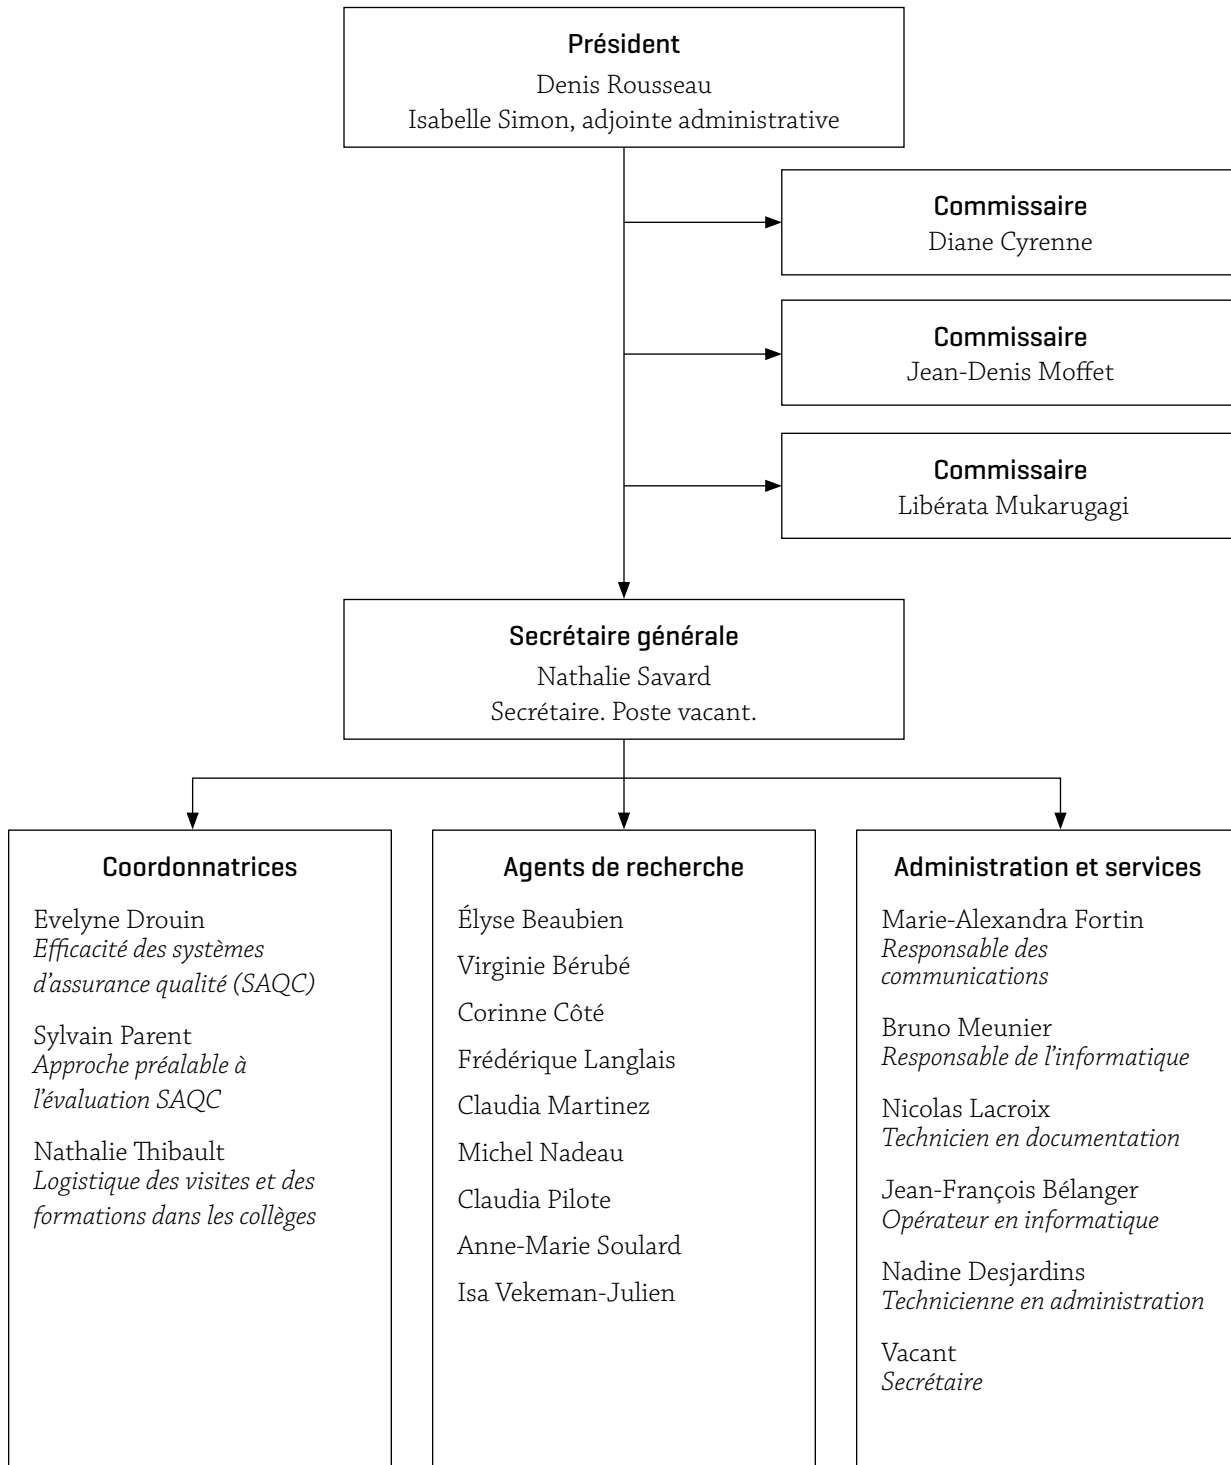 Président
Denis Rousseau
Isabelle Simon, adjointe administrative
Commissaire
Diane Cyrenne
Commissaire
Jean-Denis Moffet
Commissaire
Libérata Mukarugagi
Secrétaire générale
Nathalie Savard
Secrétaire. Poste vacant.
Coordonnatrices
Evelyne Drouin
Efficacité des systèmes
d'assurance qualité (SAQC)
Sylvain Parent
Approche préalable à
l'évaluation SAQC
Nathalie Thibault
Logistique des visites et des
formations dans les collèges
Agents de recherche
Élyse Beaubien
Virginie Bérubé
Corinne Côté
Frédérique Langlais
Claudia Martinez
Michel Nadeau
Claudia Pilote
Anne-Marie Soulard
Isa Vekeman-Julien
Administration et services
Marie-Alexandra Fortin
Responsable des
communications
Bruno Meunier
Responsable de l'informatique
Nicolas Lacroix
Technicien en documentation
Jean-François Bélanger
Opérateur en informatique
Nadine Desjardins
Technicienne en administration
Vacant
Secrétaire